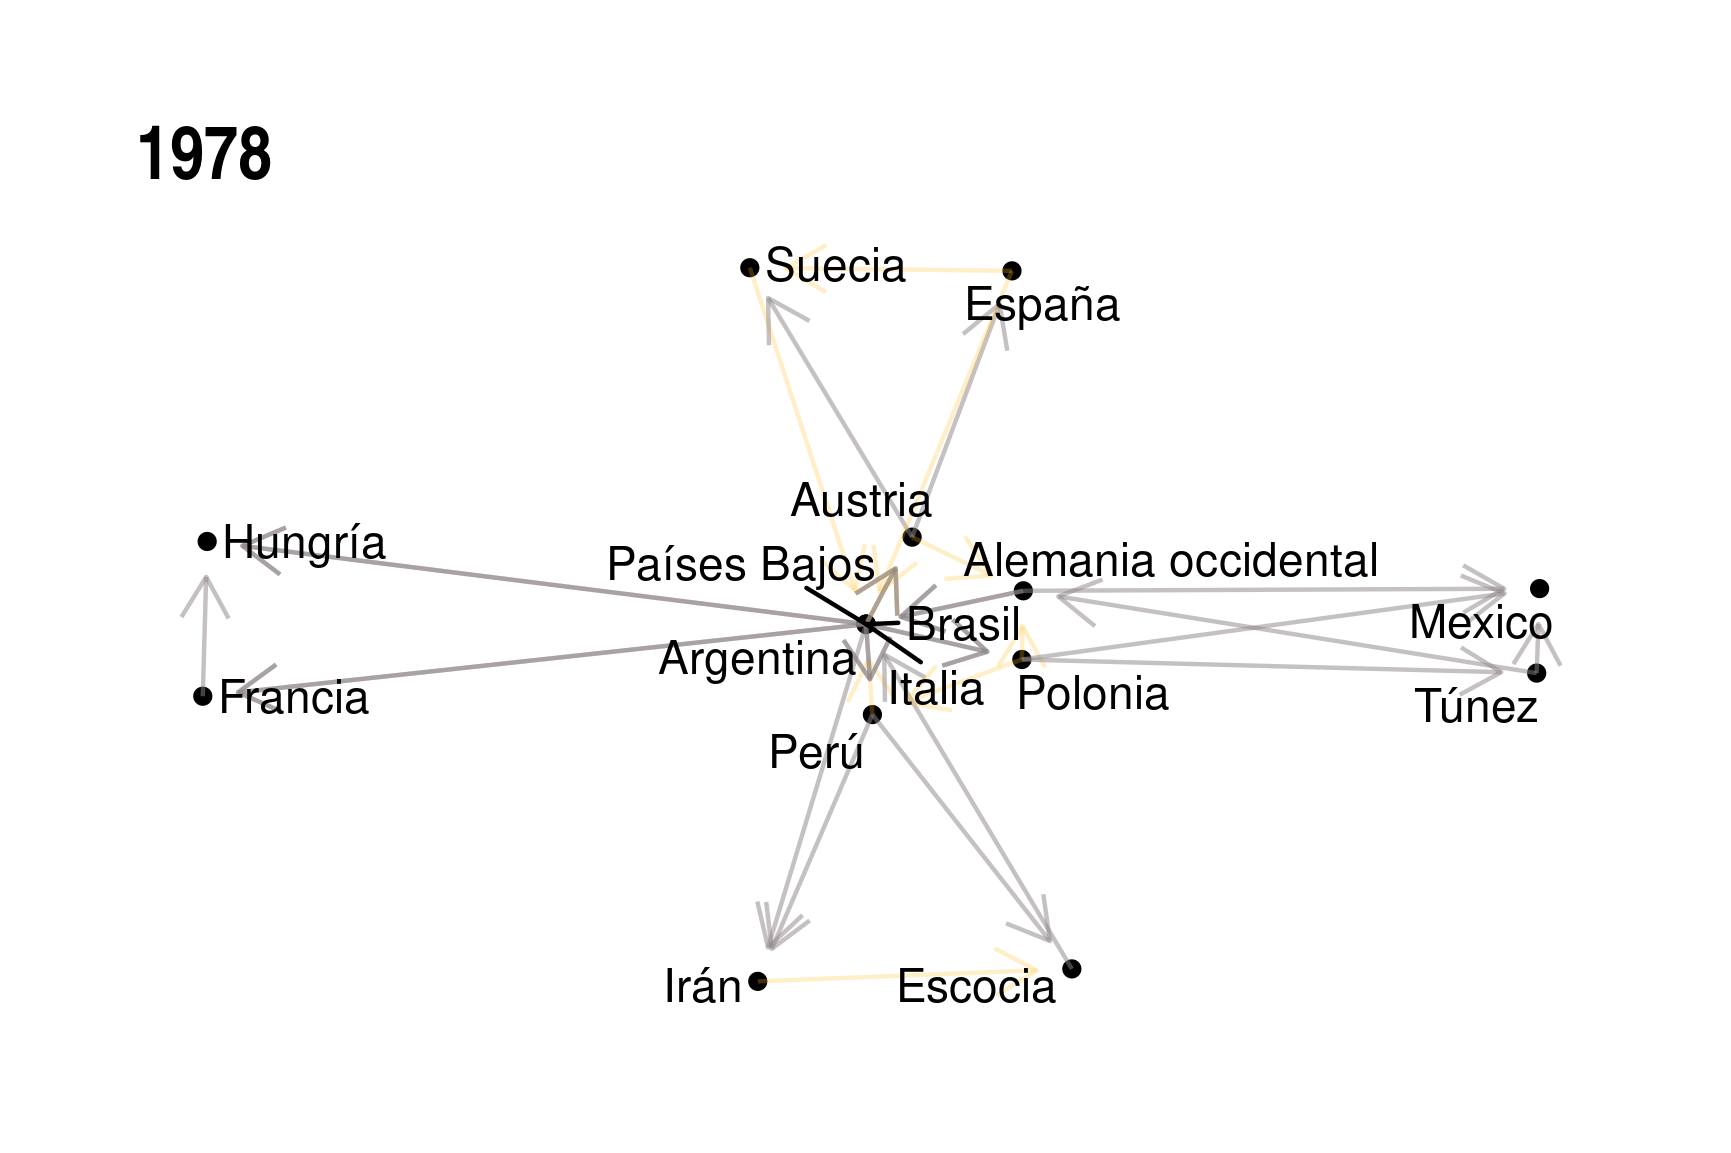 1978
Suecia
España
Austria
Hungría
Países Bajos
Alemania occidental
Brasil
Mexico
Argentina
Italia
Polonia
Francia
Túnez
Perú
Irán
Escocia